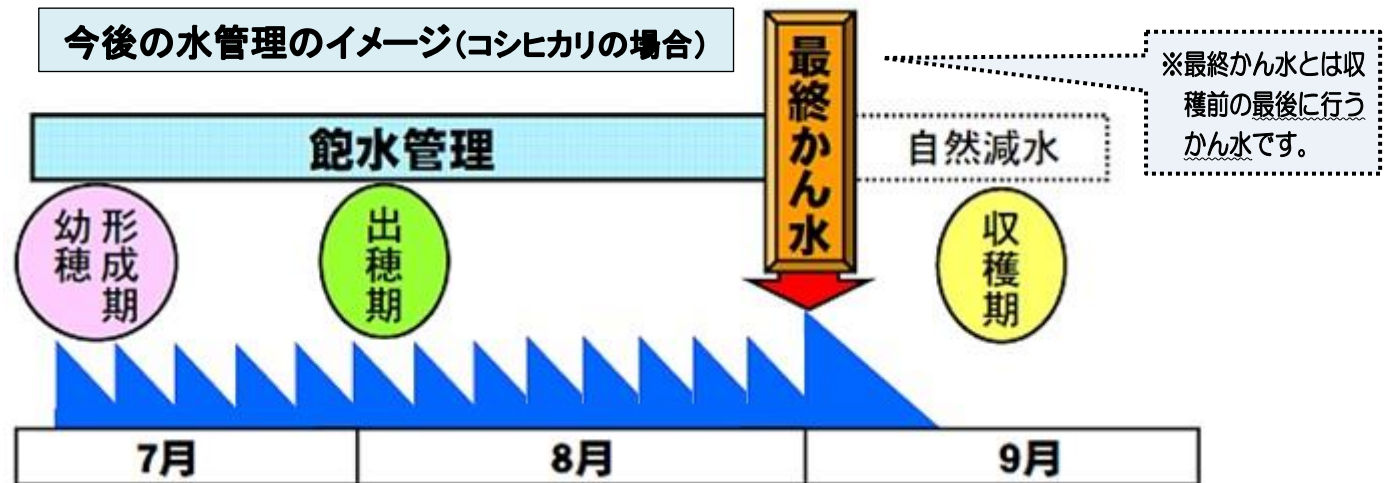 今後の水管理のイメージ(コシヒカリの場合)
※最終かん水とは収
穫前の最後に行う
かん水です。
最終かん水
飽水管理
自然減水
幼穂
形成期
出穂期
収穫期
7月
8月
9月